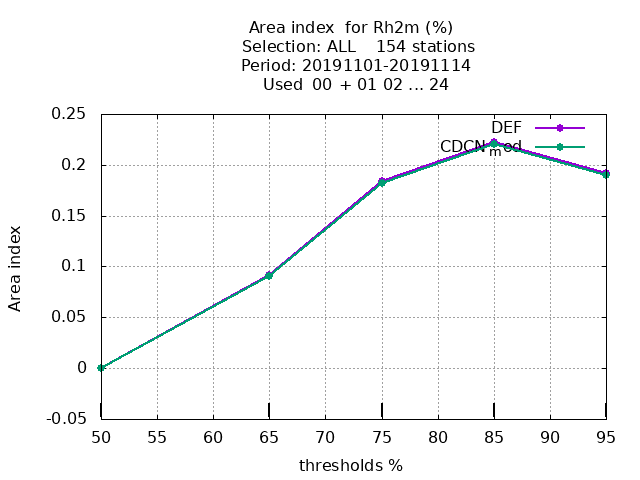 Area index  for Rh2m (%)
Selection: ALL    154 stations
Period: 20191101-20191114
Used  00 + 01 02 ... 24
0.25
0.2
0.15
0.1
0.05
0
-0.05
Area index
DEF
CDCN_mod
50 55 60 65 70 75 80 85 90 95
thresholds %